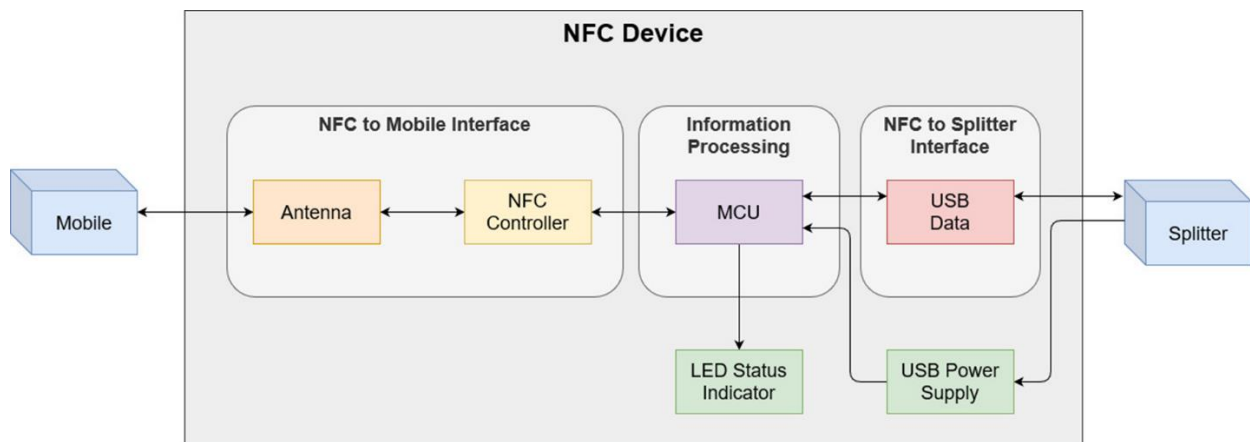 NFC Device
NFC to Mobile Interface
Information
Processing
NFC to Splitter
Interface
Mobile
Antenna
NFC
Controller
MCU
USB
Data
Splitter
LED Status
Indicator
USB Power
Supply